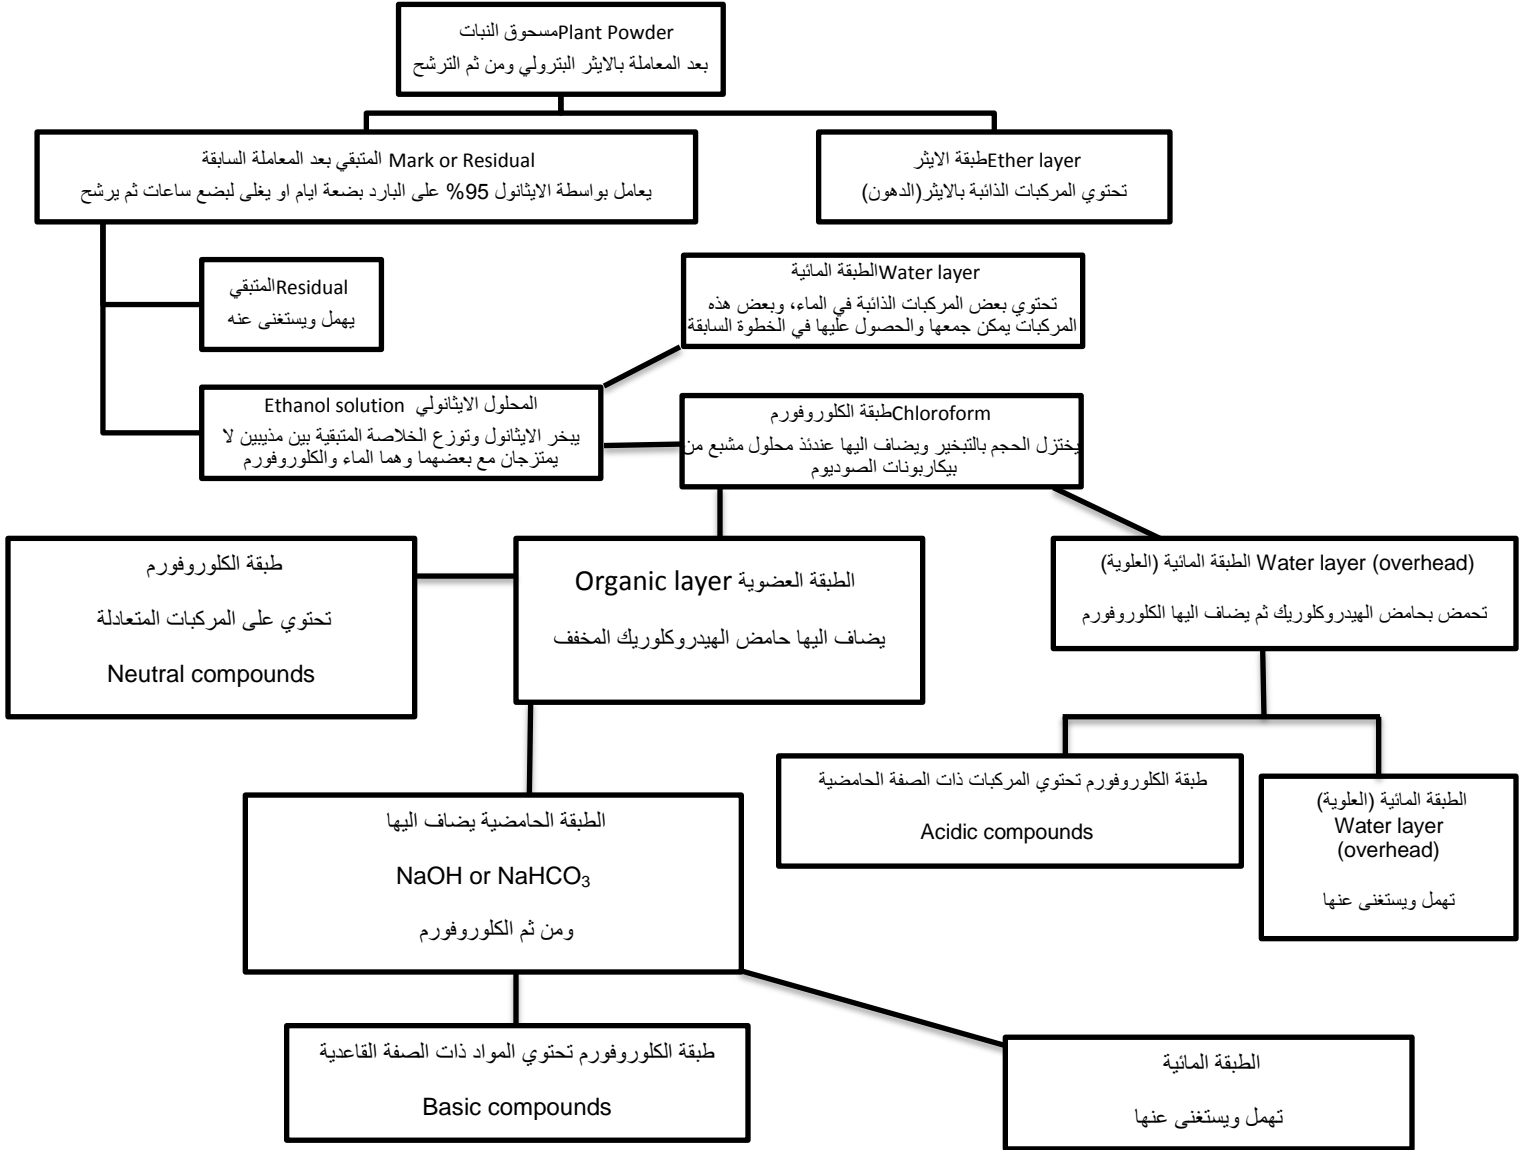 Plant Powderمسحوق النبات
بعد المعاملة بالايثر البترولي ومن ثم الترشح
Mark or Residual المتبقي بعد المعاملة السابقة
يعامل بواسطة الايثانول 95% على البارد بضعة ايام او يغلى لبضع ساعات ثم يرشح
Ether layerطبقة الايثر
تحتوي المركبات الذائبة بالايثر(الدهون)
Residualالمتبقي
يهمل ويستغنى عنه
Water layerالطبقة المائية
تحتوي بعض المركبات الذائبة في الماء، وبعض هذه
المركبات يمكن جمعها والحصول عليها في الخطوة السابقة
المحلول الايثانولي Ethanol solution
يبخر الايثانول وتوزع الخلاصة المتبقية بين مذيبين لا
يمتزجان مع بعضهما وهما الماء والكلوروفورم
Chloroformطبقة الكلوروفورم
يختزل الحجم بالتبخير ويضاف اليها عندئذ محلول مشبع من
بيكاربونات الصوديوم
طبقة الكلوروفورم
تحتوي على المركبات المتعادلة
Neutral compounds
الطبقة العضوية Organic layer
يضاف اليها حامض الهيدروكلوريك المخفف
Water layer (overhead) الطبقة المائية (العلوية)
تحمض بحامض الهيدروكلوريك ثم يضاف اليها الكلوروفورم
طبقة الكلوروفورم تحتوي المركبات ذات الصفة الحامضية
Acidic compounds
الطبقة المائية (العلوية)
Water layer
(overhead)
تهمل ويستغنى عنها
الطبقة الحامضية يضاف اليها
NaOH or NaHCO₃
ومن ثم الكلوروفورم
طبقة الكلوروفورم تحتوي المواد ذات الصفة القاعدية
Basic compounds
الطبقة المائية
تهمل ويستغنى عنها